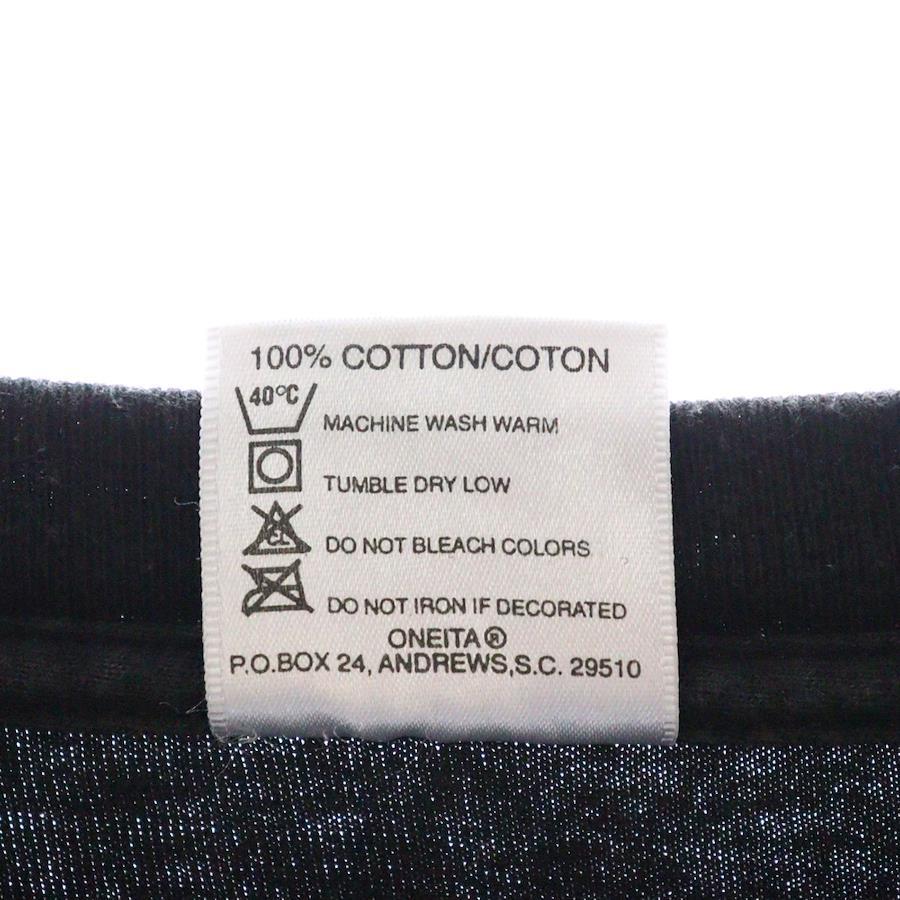 100% COTTON/COTON
40°C
MACHINE WASH WARM
TUMBLE DRY LOW
CL
DO NOT BLEACH COLORS
DO NOT IRON IF DECORATED
ONEITA®
P.O.BOX 24, ANDREWS,S.C. 29510